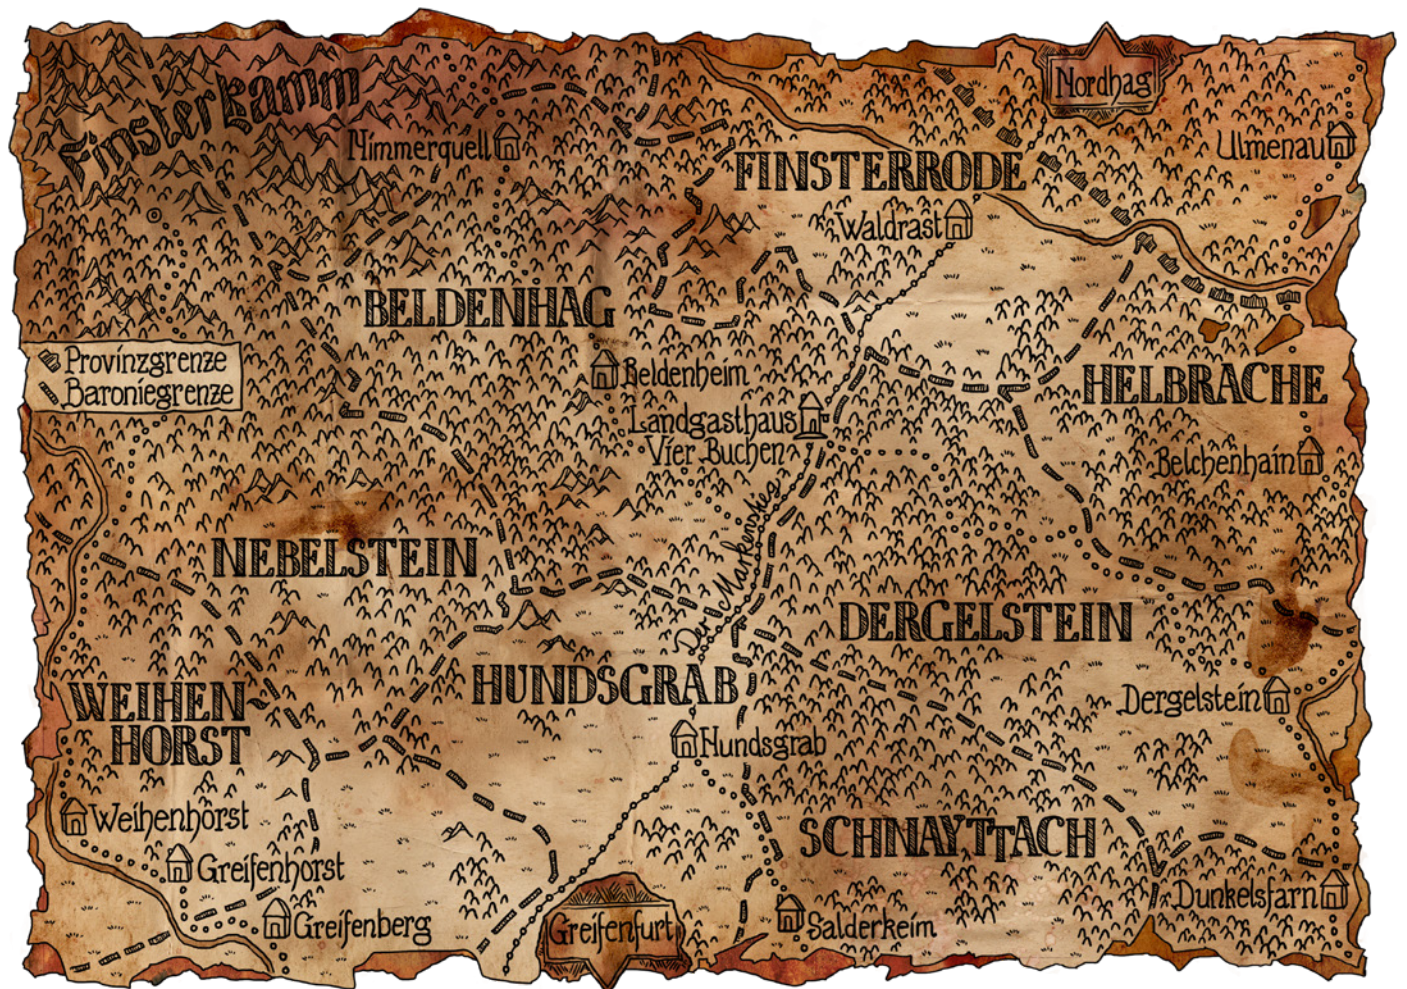 Finsterkamm
Nordhag
Nimmerquell
Ulmenau
FINSTERRODE
Waldrast
BELDENHAG
Provinzgrenze
Baroniegrenze
Beldenheim
HELBRACHE
Landgasthaus
Vier Buchen
Belchenhain
Der Markenstieg
NEBELSTEIN
DERGELSTEIN
HUNDSGRAB
WEIHEN-
HORST
Dergelstein
Hundsgrab
Weihenhorst
SCHNAYTTACH
Greifenhorst
Dunkelsfarn
Greifenberg
Greifenfurt
Salderkeim